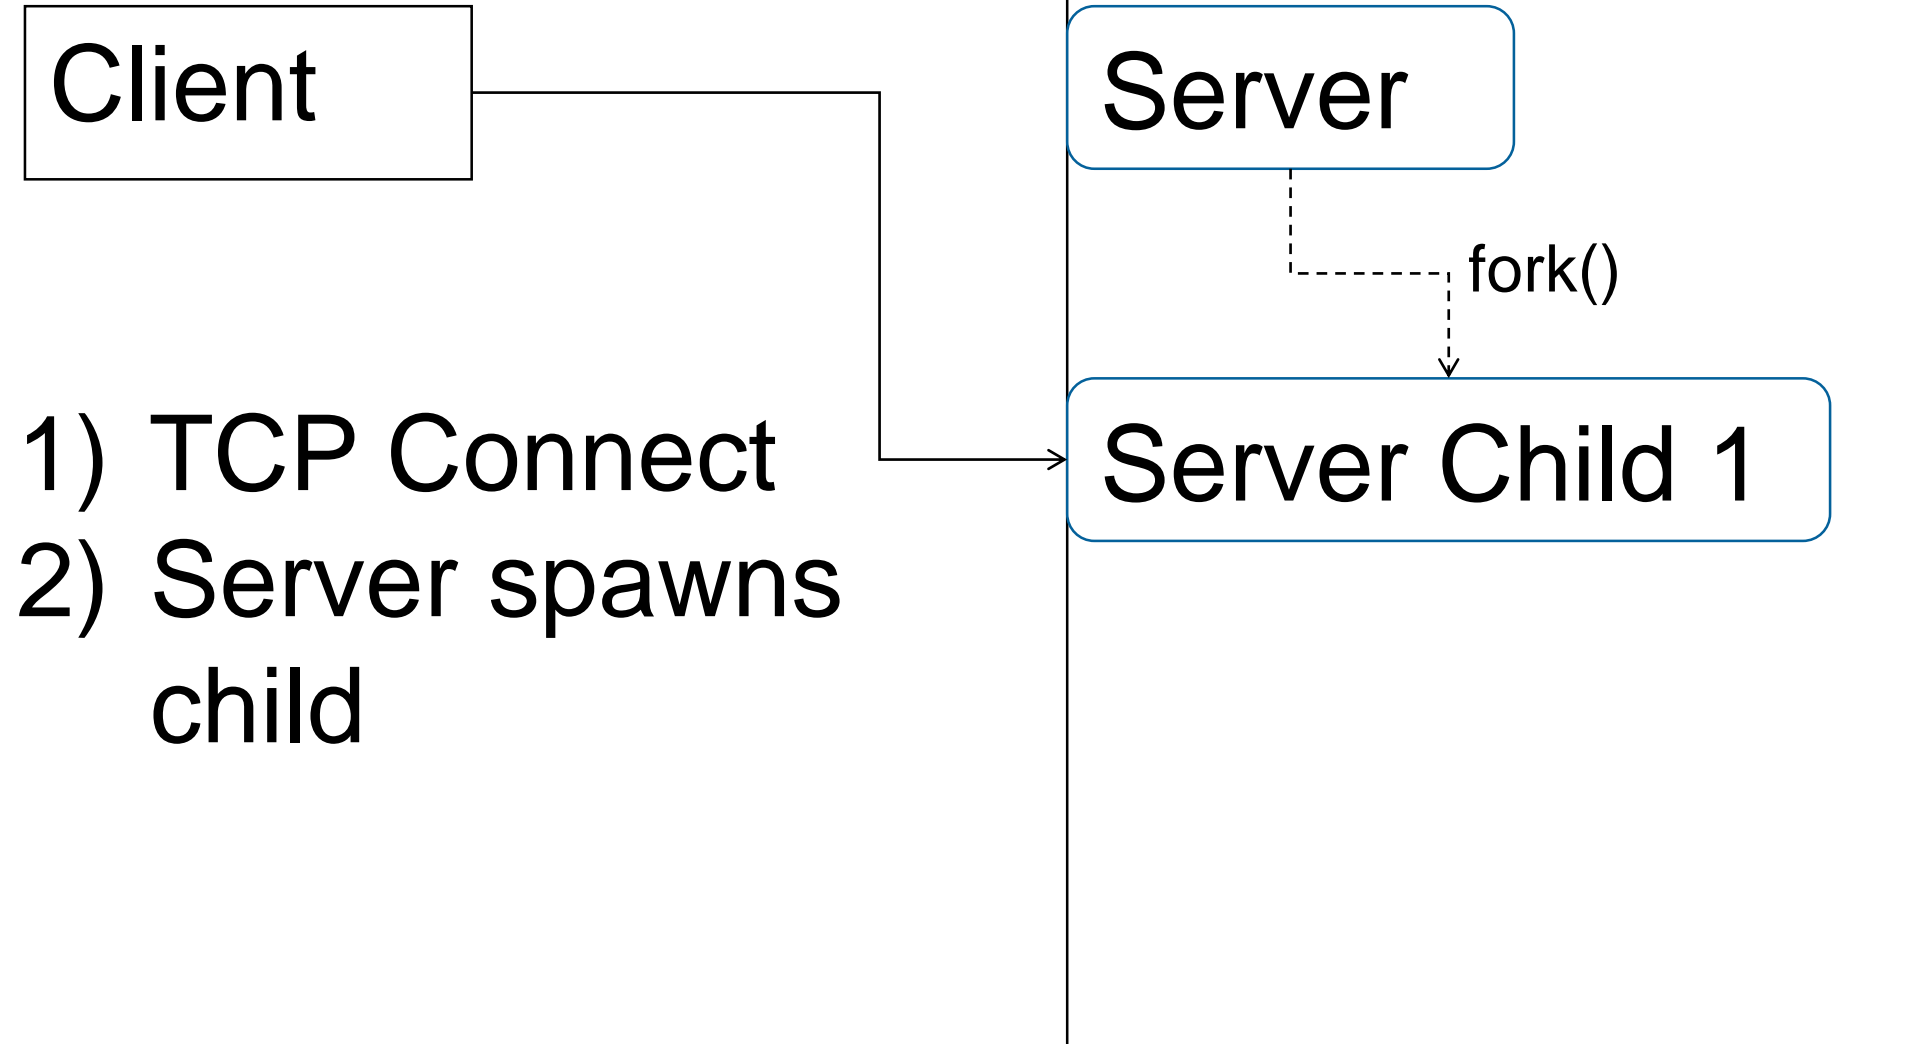 Client
Server
fork()
Server Child 1
1) TCP Connect
2) Server spawns
child